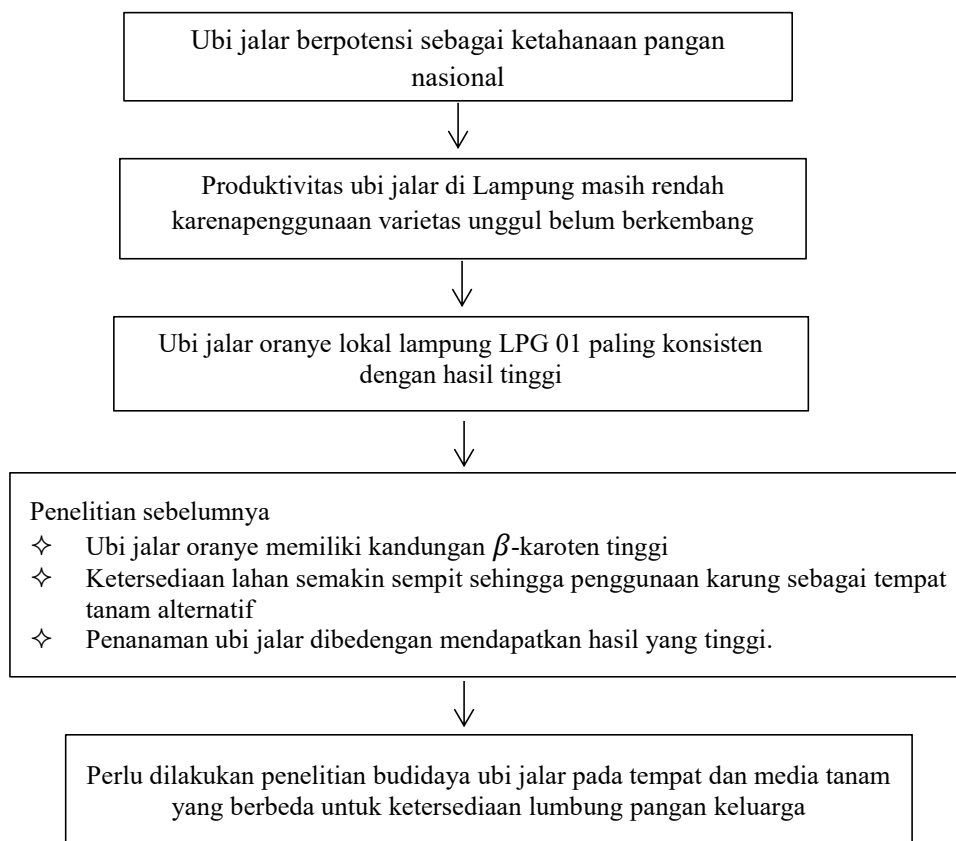 Ubi jalar berpotensi sebagai ketahanaan pangan
nasional
Produktivitas ubi jalar di Lampung masih rendah
karenapenggunaan varietas unggul belum berkembang
Ubi jalar oranye lokal lampung LPG 01 paling konsisten
dengan hasil tinggi
Penelitian sebelumnya
✧ Ubi jalar oranye memiliki kandungan β-karoten tinggi
✧ Ketersediaan lahan semakin sempit sehingga penggunaan karung sebagai tempat
tanam alternatif
✧ Penanaman ubi jalar dibedengan mendapatkan hasil yang tinggi.
Perlu dilakukan penelitian budidaya ubi jalar pada tempat dan media tanam
yang berbeda untuk ketersediaan lumbung pangan keluarga